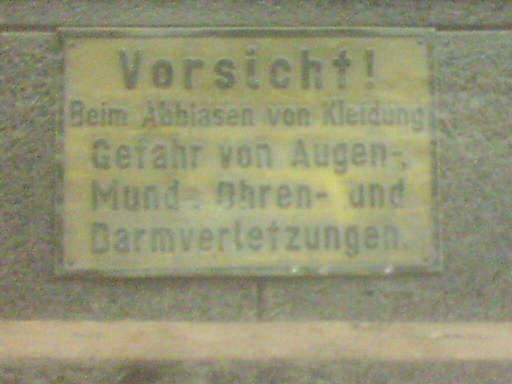 Vorsicht!
Beim Abblasen von Kleidung
Gefahr von Augen-,
Mund-, Ohren- und
Darmverletzungen.